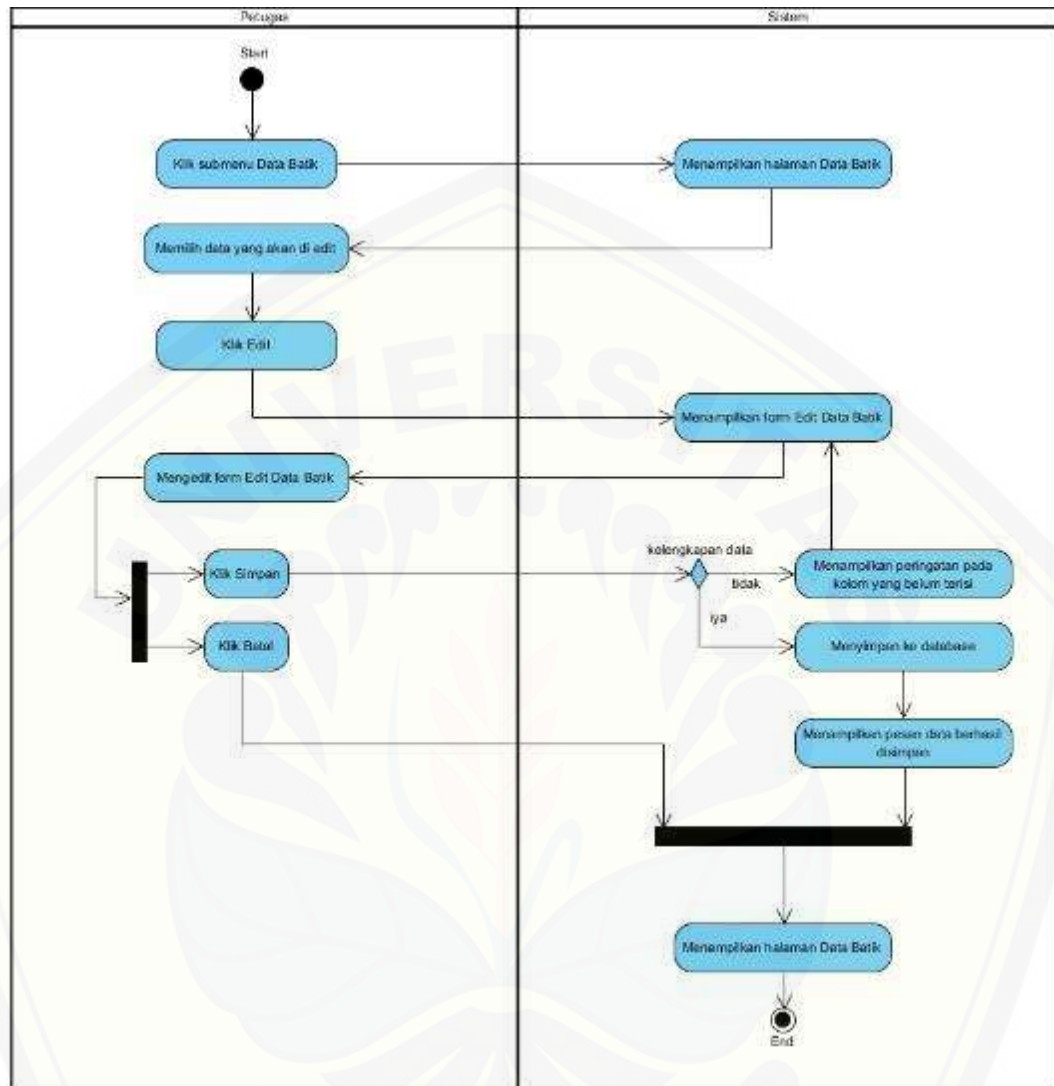 Petugas
Sistem
Start
Klik submenu Data Batik
Menampilkan halaman Data Batik
Memilih data yang akan di edit
Klik Edit
Menampilkan form Edit Data Batik
Mengedit form Edit Data Batik
kelengkapan data
Klik Simpan
tidak
Menampilkan peringatan pada
kolom yang belum terisi
iya
Klik Batal
Menyimpan ke database
Menampilkan pesan data berhasil
disimpan
Menampilkan halaman Data Batik
End
UNIVERSITAS